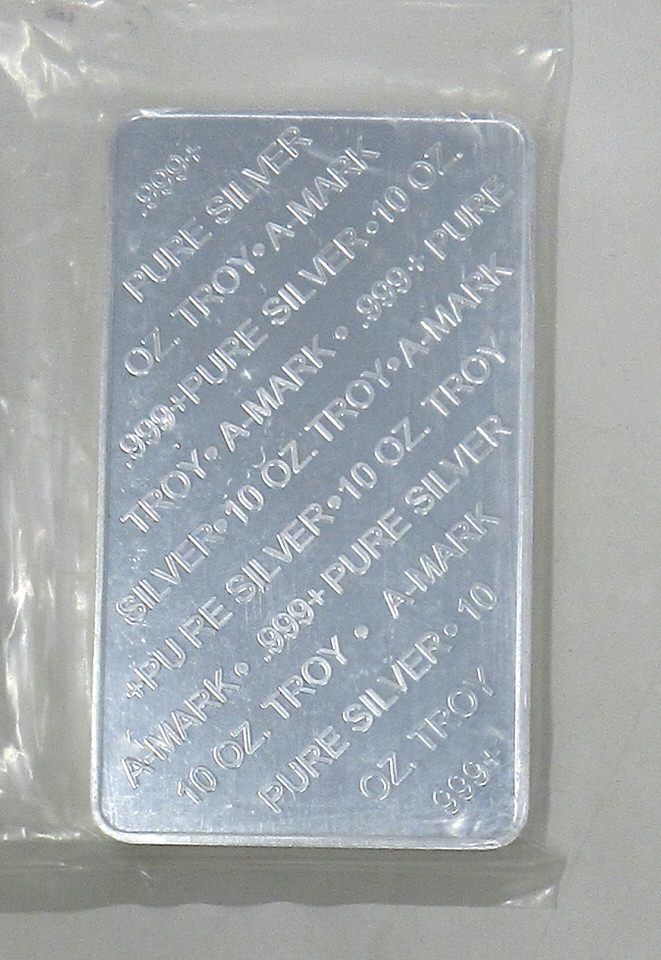 .999+
PURE SILVER
OZ. TROY • A-MARK
.999+ PURE SILVER • 10 OZ.
TROY • A-MARK • .999+ PURE
SILVER • 10 OZ. TROY • A-MARK
+PURE SILVER • 10 OZ. TROY
A-MARK • .999+ PURE SILVER
10 OZ. TROY • A-MARK
PURE SILVER • 10
OZ. TROY
999+